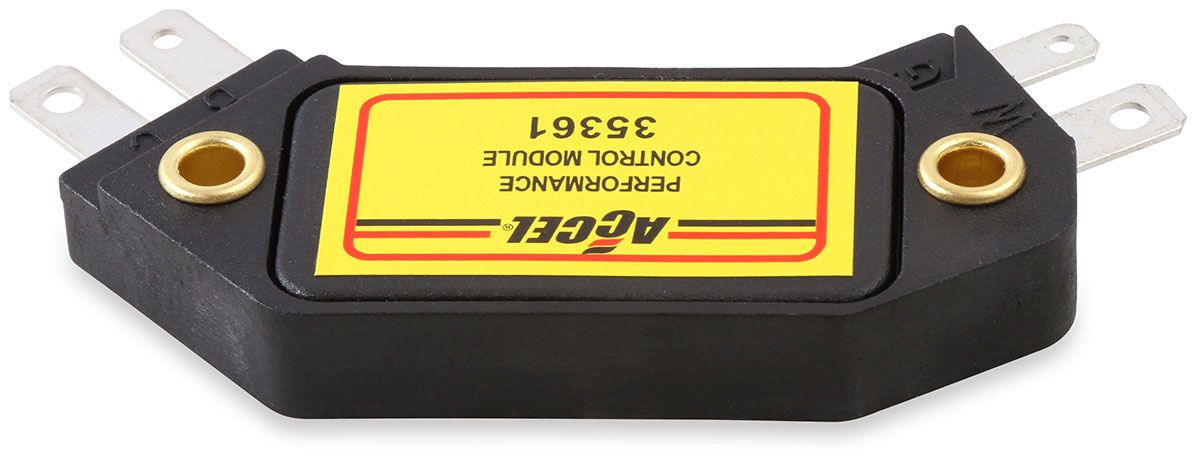 ACCEL®
PERFORMANCE
CONTROL MODULE
35361
G
W
C